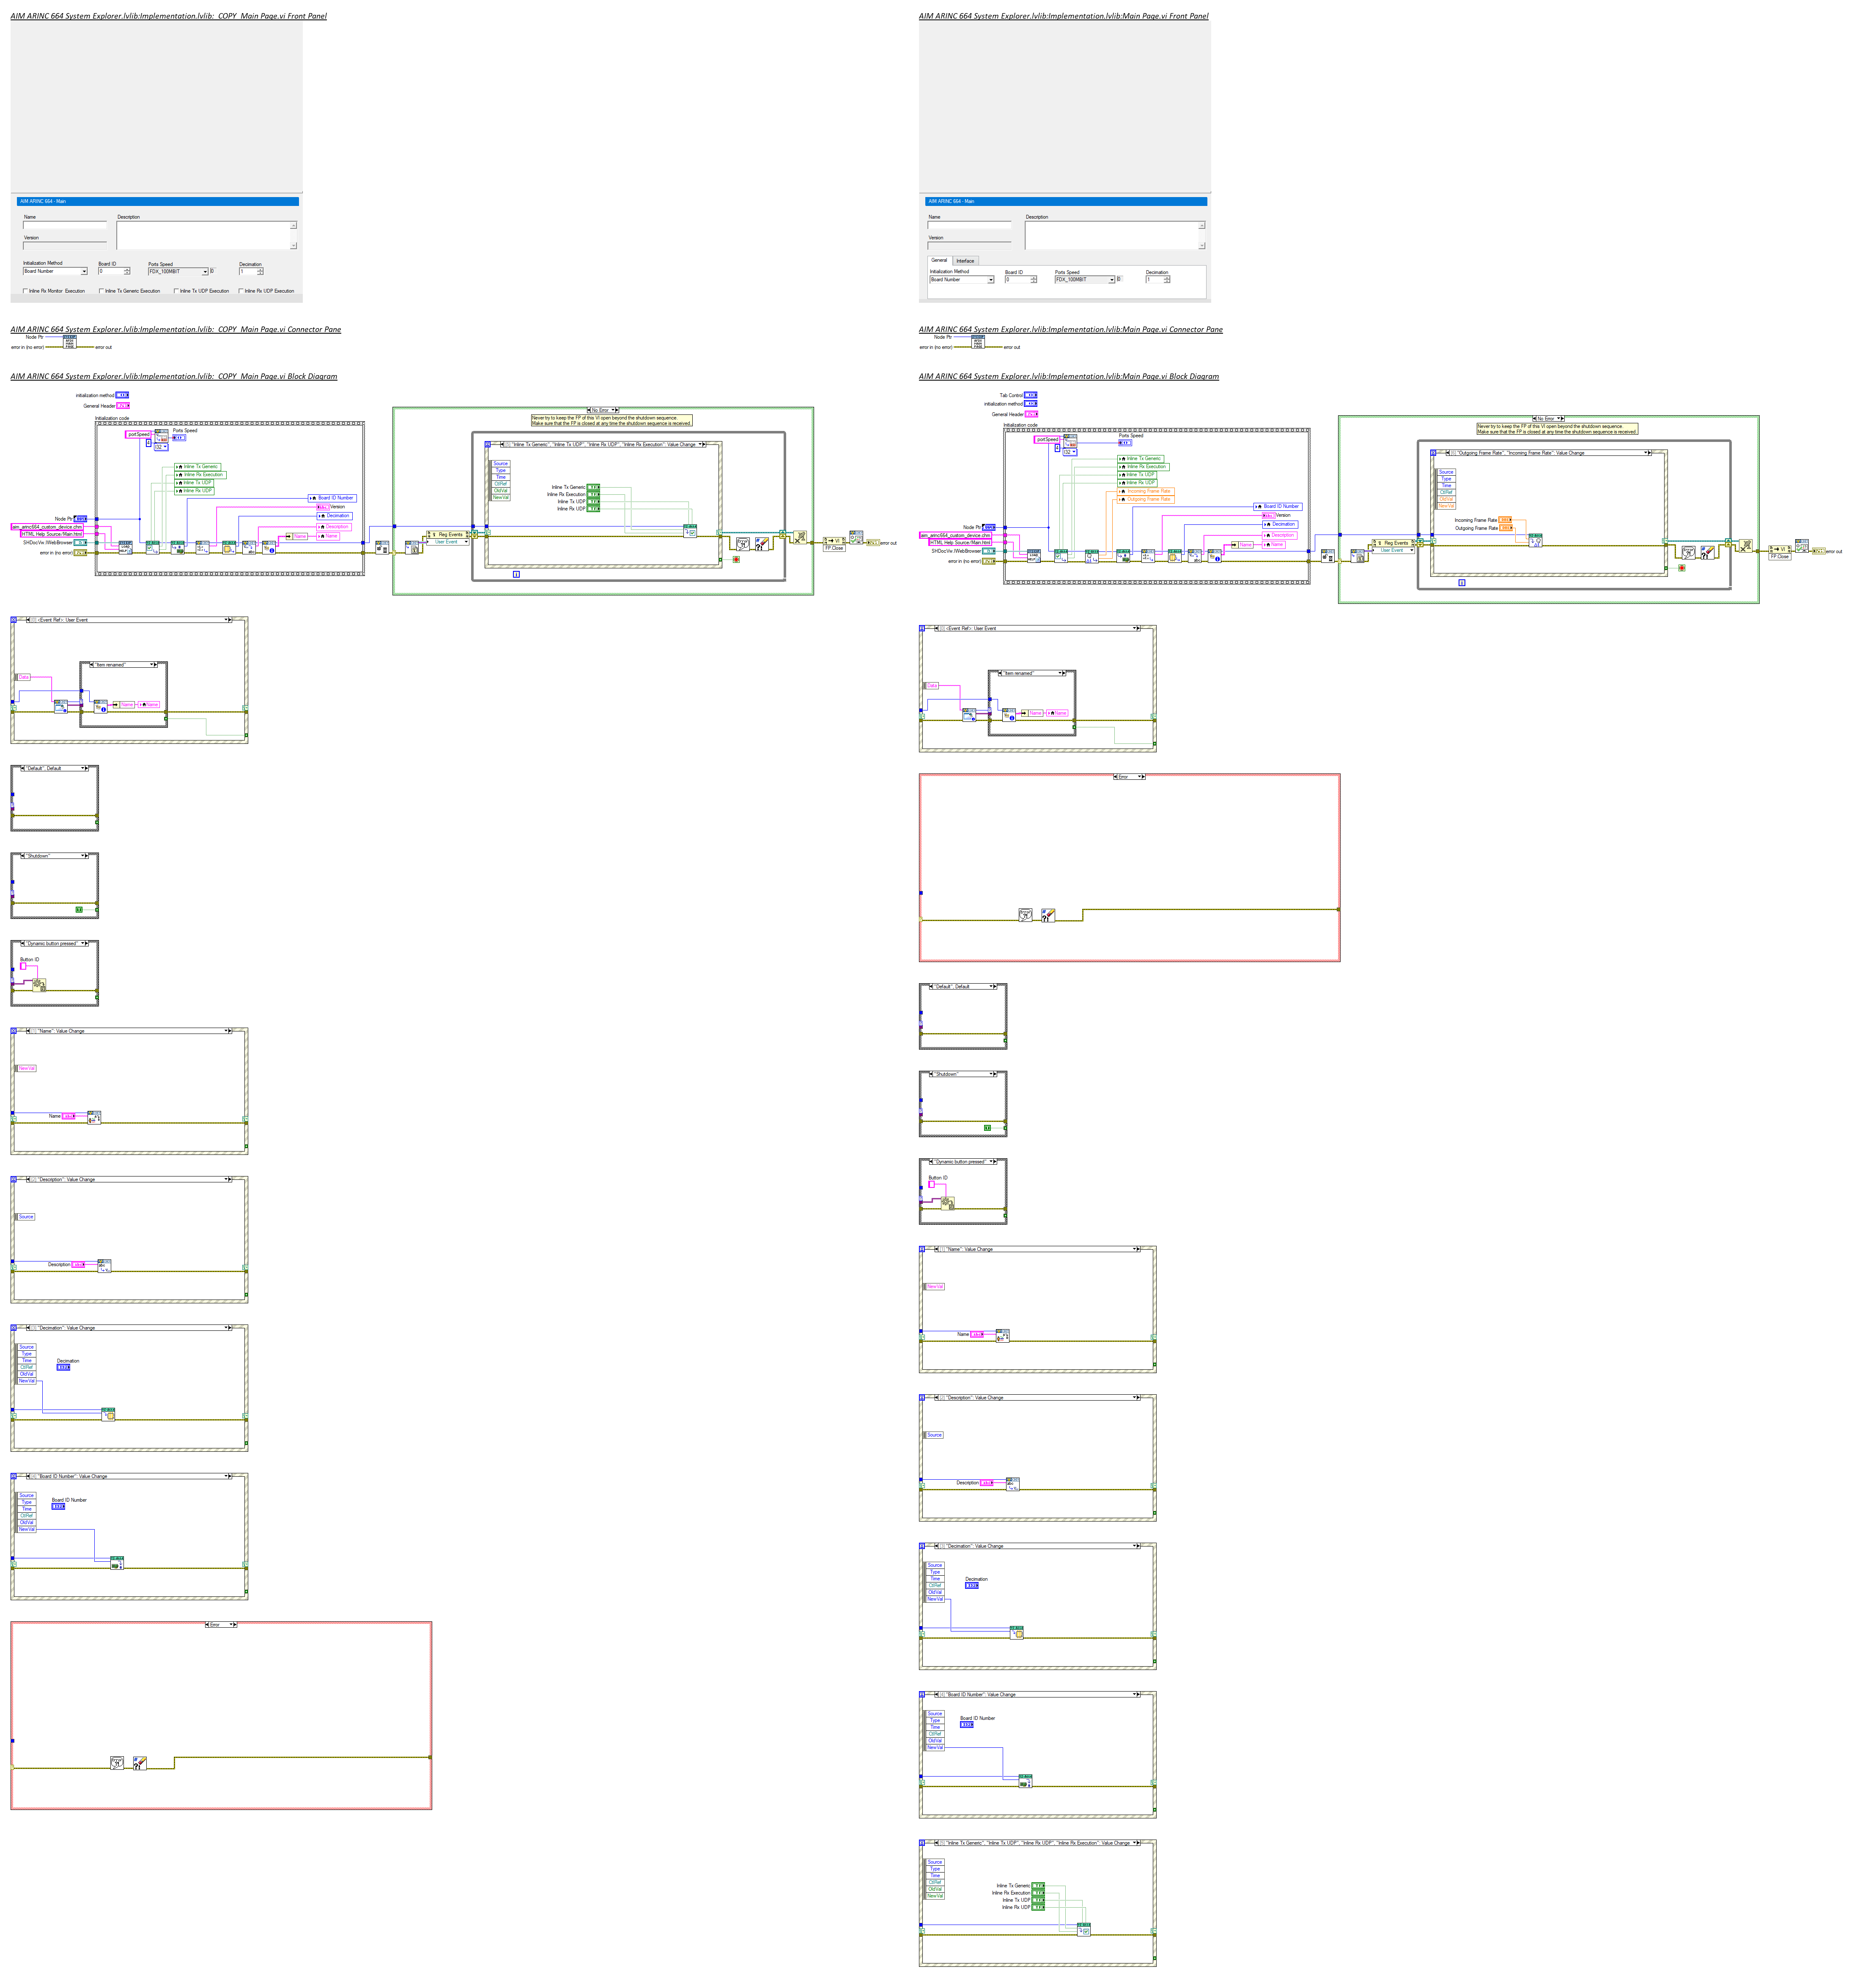 AIM ARINC 664 System Explorer.lvlib:Implementation.lvlib:_COPY_Main Page.vi Front Panel
AIM ARINC 664 - Main
Name
Description
Version
Initialization Method
Board ID
Ports Speed
Decimation
Board Number
0
FDX_100MBIT
0
1
Inline Rx Monitor Execution
Inline Tx Generic Execution
Inline Tx UDP Execution
Inline Rx UDP Execution
AIM ARINC 664 System Explorer.lvlib:Implementation.lvlib:_COPY_Main Page.vi Connector Pane
Node Ptr
error in (no error)
error out
AIM ARINC 664 System Explorer.lvlib:Implementation.lvlib:_COPY_Main Page.vi Block Diagram
initialization method
General Header
Initialization code
portSpeed
Ports Speed
I32
Inline Tx Generic
Inline Rx Execution
Inline Tx UDP
Inline Rx UDP
Board ID Number
Version
Decimation
Description
Name
Name
Node Ptr
aim_arinc664_custom_device.chm
HTML Help Source/Main.html
SHDocVw.IWebBrowser
error in (no error)
No Error
Never try to keep the FP of this VI open beyond the shutdown sequence.
Make sure that the FP is closed at any time the shutdown sequence is received.
"Inline Tx Generic", "Inline Tx UDP", "Inline Rx UDP", "Inline Rx Execution": Value Change
Source
Type
Time
CtlRef
OldVal
NewVal
Inline Tx Generic
Inline Rx Execution
Inline Tx UDP
Inline Rx UDP
Reg Events
User Event
i
VI
FP.Close
error out
[0] <Event Ref>: User Event
"Item renamed"
Data
Name
Name
"Default", Default
"Shutdown"
"Dynamic button pressed"
Button ID
[1] "Name": Value Change
NewVal
Name
[2] "Description": Value Change
Source
Description
[3] "Decimation": Value Change
Source
Type
Time
CtlRef
OldVal
NewVal
Decimation
[4] "Board ID Number": Value Change
Source
Type
Time
CtlRef
OldVal
NewVal
Board ID Number
Error
AIM ARINC 664 System Explorer.lvlib:Implementation.lvlib:Main Page.vi Front Panel
AIM ARINC 664 - Main
Name
Description
Version
General
Interface
Initialization Method
Board ID
Ports Speed
Decimation
Board Number
0
FDX_100MBIT
0
1
AIM ARINC 664 System Explorer.lvlib:Implementation.lvlib:Main Page.vi Connector Pane
Node Ptr
error in (no error)
error out
AIM ARINC 664 System Explorer.lvlib:Implementation.lvlib:Main Page.vi Block Diagram
Tab Control
initialization method
General Header
Initialization code
portSpeed
Ports Speed
I32
Inline Tx Generic
Inline Rx Execution
Inline Tx UDP
Inline Rx UDP
Incoming Frame Rate
Outgoing Frame Rate
Board ID Number
Version
Decimation
Description
Name
Name
Node Ptr
aim_arinc664_custom_device.chm
HTML Help Source/Main.html
SHDocVw.IWebBrowser
error in (no error)
No Error
Never try to keep the FP of this VI open beyond the shutdown sequence.
Make sure that the FP is closed at any time the shutdown sequence is received.
[6] "Outgoing Frame Rate", "Incoming Frame Rate": Value Change
Source
Type
Time
CtlRef
OldVal
NewVal
Incoming Frame Rate
Outgoing Frame Rate
Reg Events
User Event
i
VI
FP.Close
error out
[0] <Event Ref>: User Event
"Item renamed"
Data
Name
Name
Error
"Default", Default
"Shutdown"
"Dynamic button pressed"
Button ID
[1] "Name": Value Change
NewVal
Name
[2] "Description": Value Change
Source
Description
[3] "Decimation": Value Change
Source
Type
Time
CtlRef
OldVal
NewVal
Decimation
[4] "Board ID Number": Value Change
Source
Type
Time
CtlRef
OldVal
NewVal
Board ID Number
[5] "Inline Tx Generic", "Inline Tx UDP", "Inline Rx UDP", "Inline Rx Execution": Value Change
Source
Type
Time
CtlRef
OldVal
NewVal
Inline Tx Generic
Inline Rx Execution
Inline Tx UDP
Inline Rx UDP